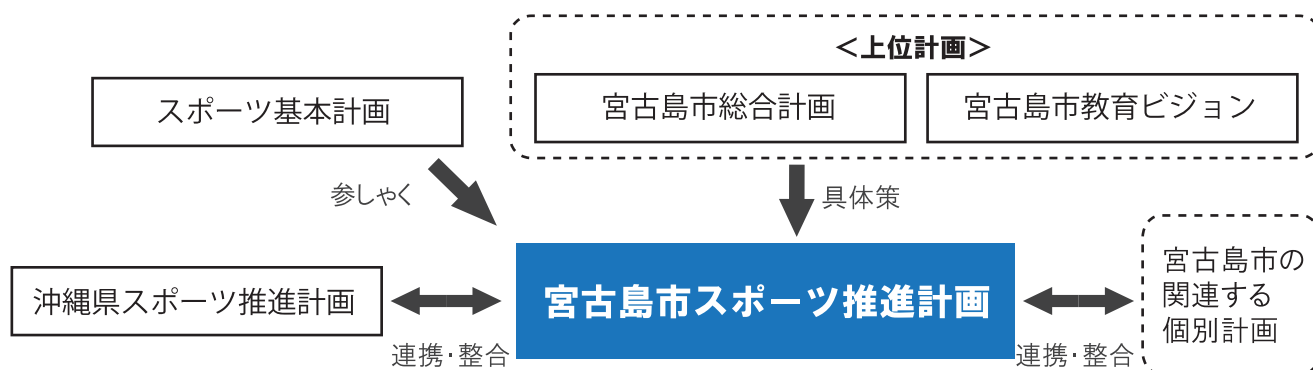 <上位計画>
スポーツ基本計画
宮古島市総合計画
宮古島市教育ビジョン
参しゃく
具体策
沖縄県スポーツ推進計画
宮古島市スポーツ推進計画
宮古島市の
関連する
個別計画
連携・整合
連携・整合